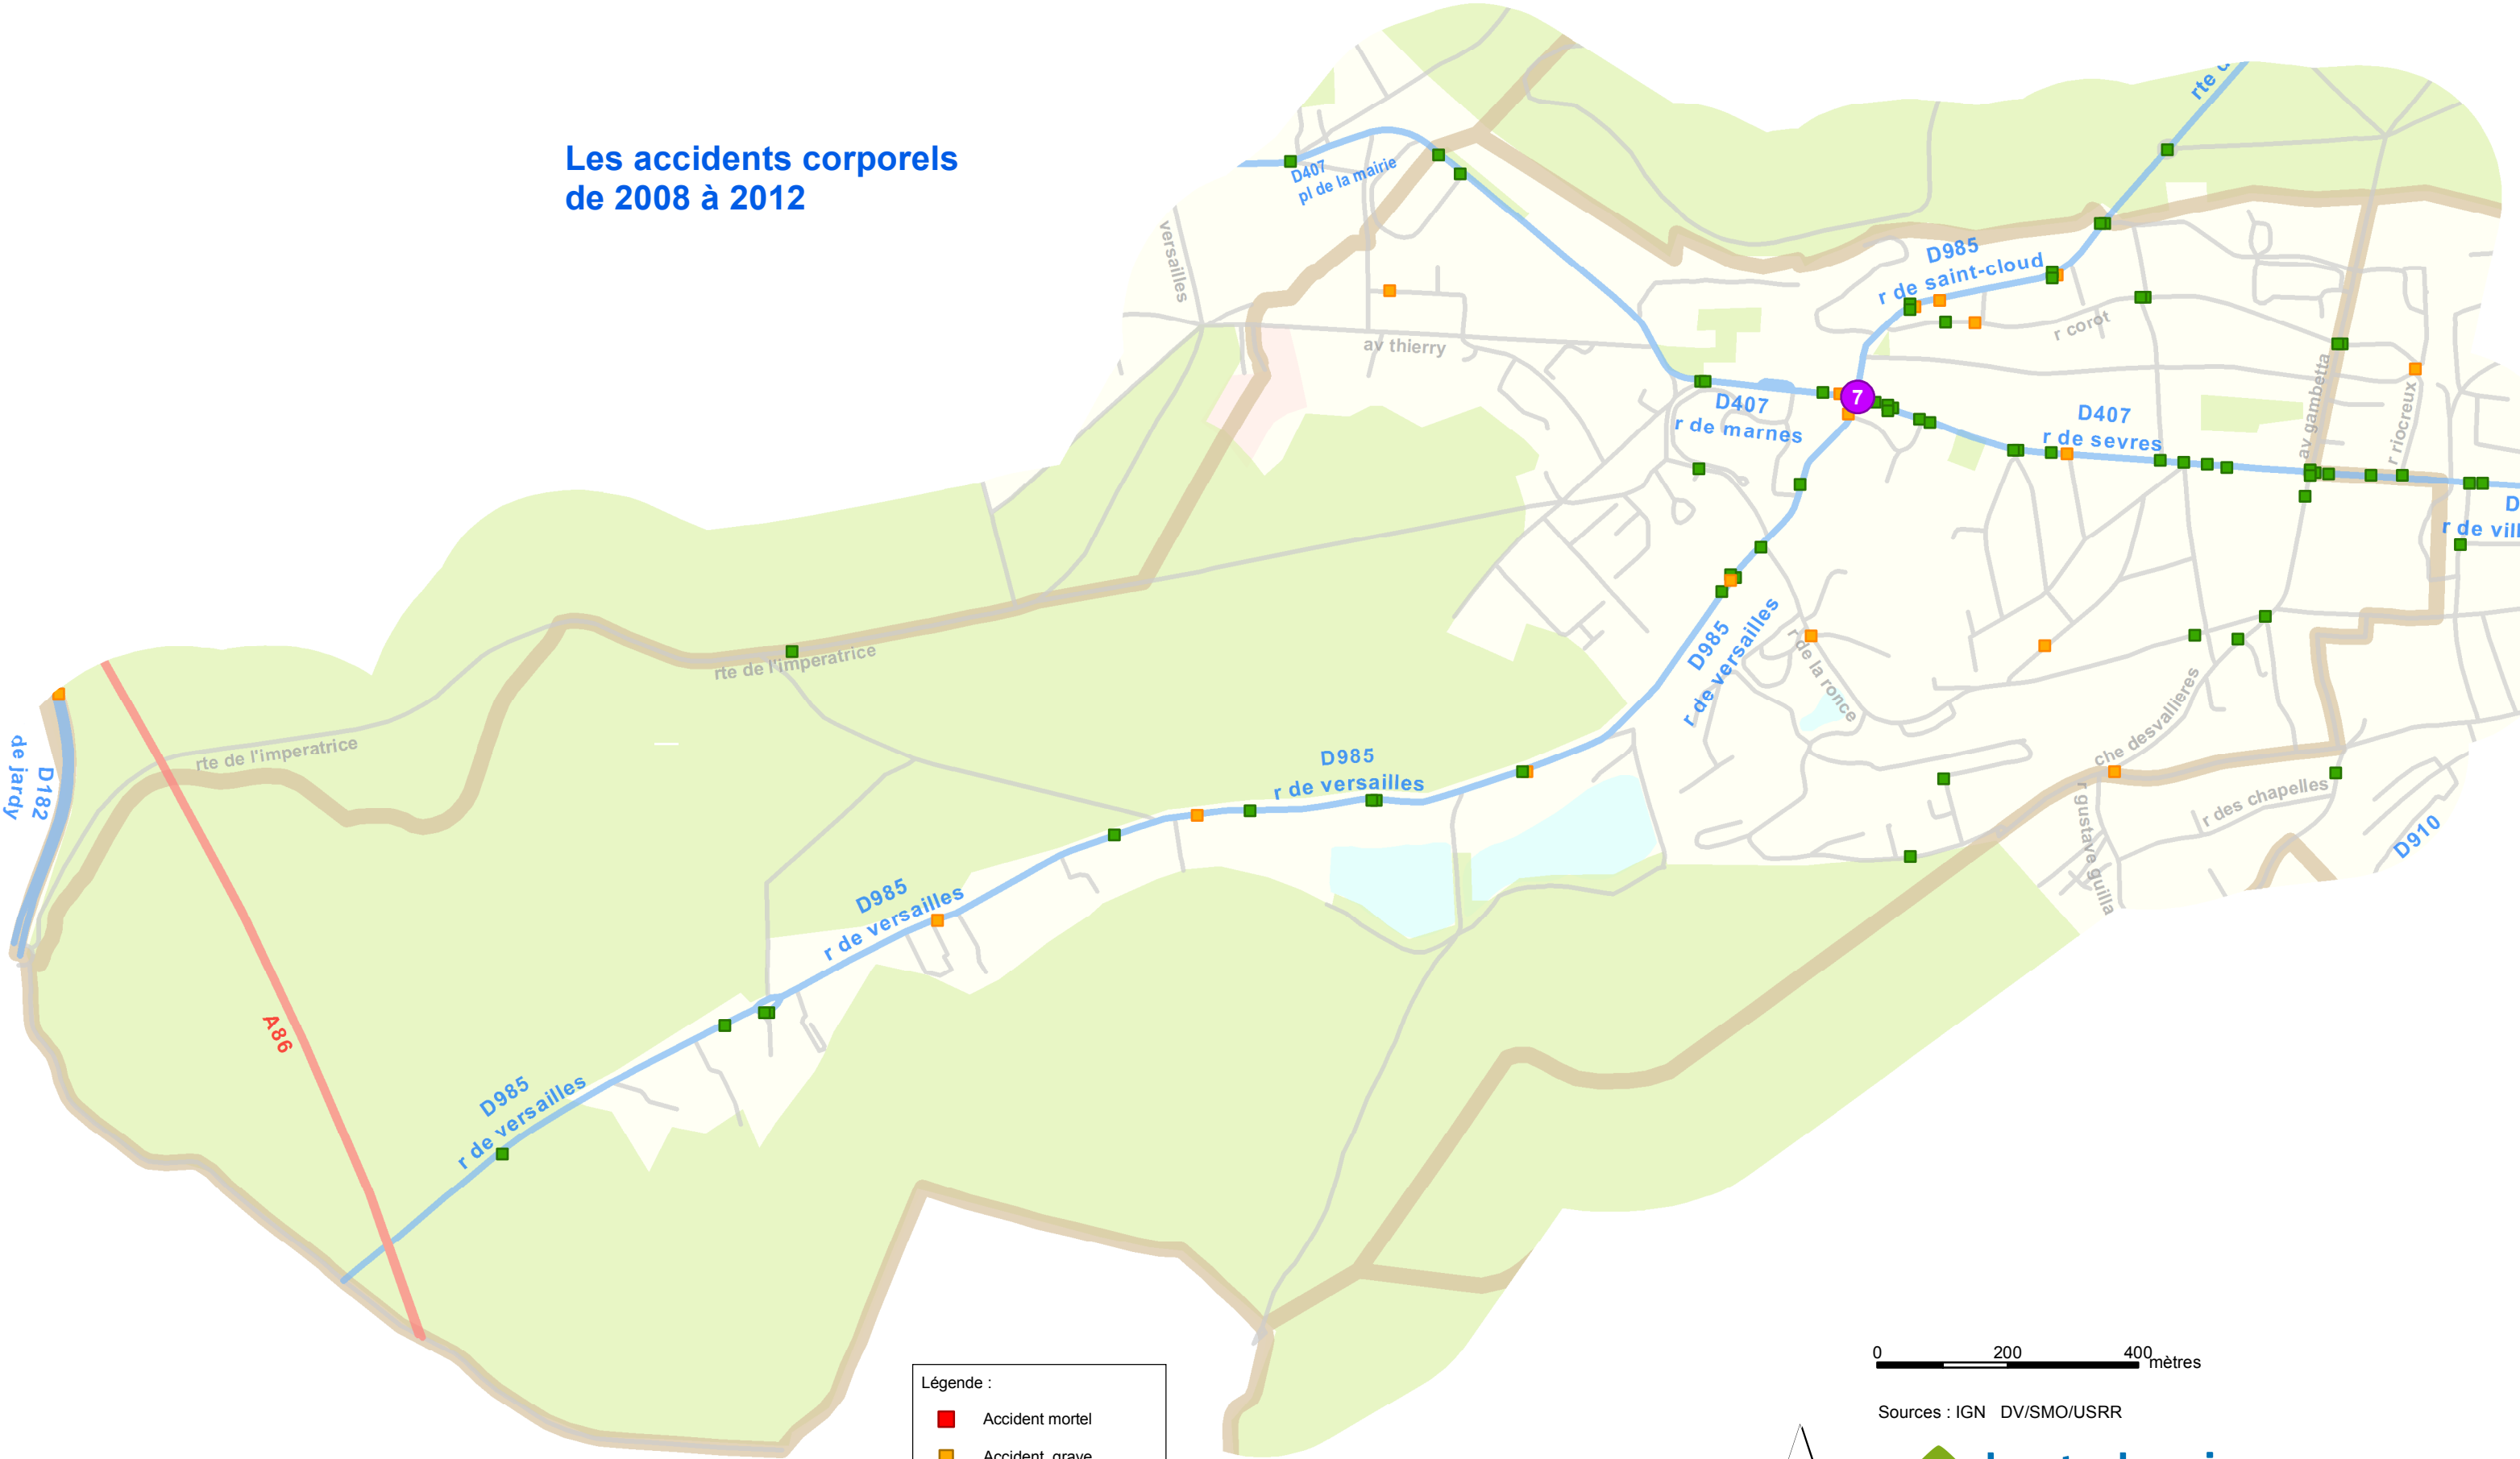 Les accidents corporels
de 2008 à 2012
D407
pl de la mairie
versailles
av thierry
D985
r de saint-cloud
r corot
D407
r de marnes
7
D407
r de sevres
av gambetta
r riocreux
r de vill
D985
r de versailles
r de la ronce
che desvallieres
r gustave guilla
r des chapelles
D910
rte de l'imperatrice
rte de l'imperatrice
D182
de jardy
A86
D985
r de versailles
D985
r de versailles
D985
r de versailles
Légende :
Accident mortel
Accident grave
0 200 400 mètres
Sources : IGN DV/SMO/USRR